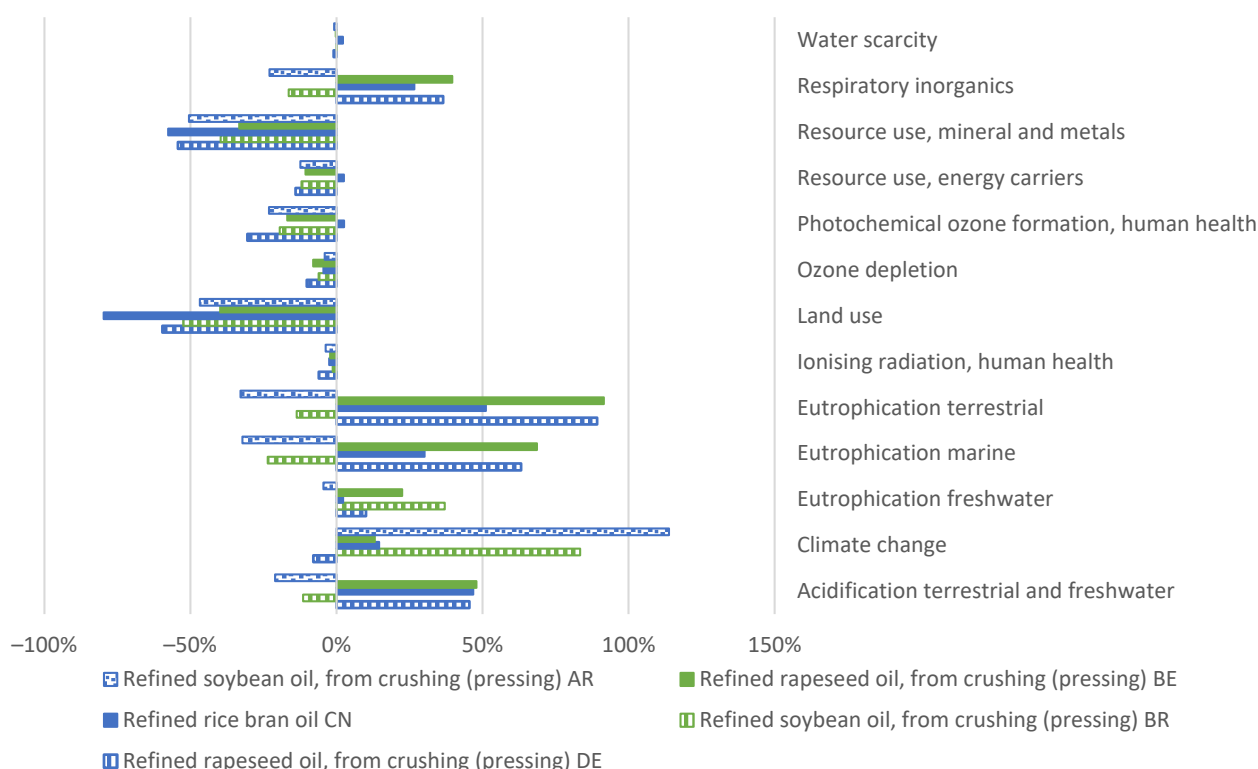 Water scarcity
Respiratory inorganics
Resource use, mineral and metals
Resource use, energy carriers
Photochemical ozone formation, human health
Ozone depletion
Land use
Ionising radiation, human health
Eutrophication terrestrial
Eutrophication marine
Eutrophication freshwater
Climate change
Acidification terrestrial and freshwater
−100% −50% 0% 50% 100% 150%
Refined soybean oil, from crushing (pressing) AR Refined rapeseed oil, from crushing (pressing) BE
Refined rice bran oil CN Refined soybean oil, from crushing (pressing) BR
Refined rapeseed oil, from crushing (pressing) DE